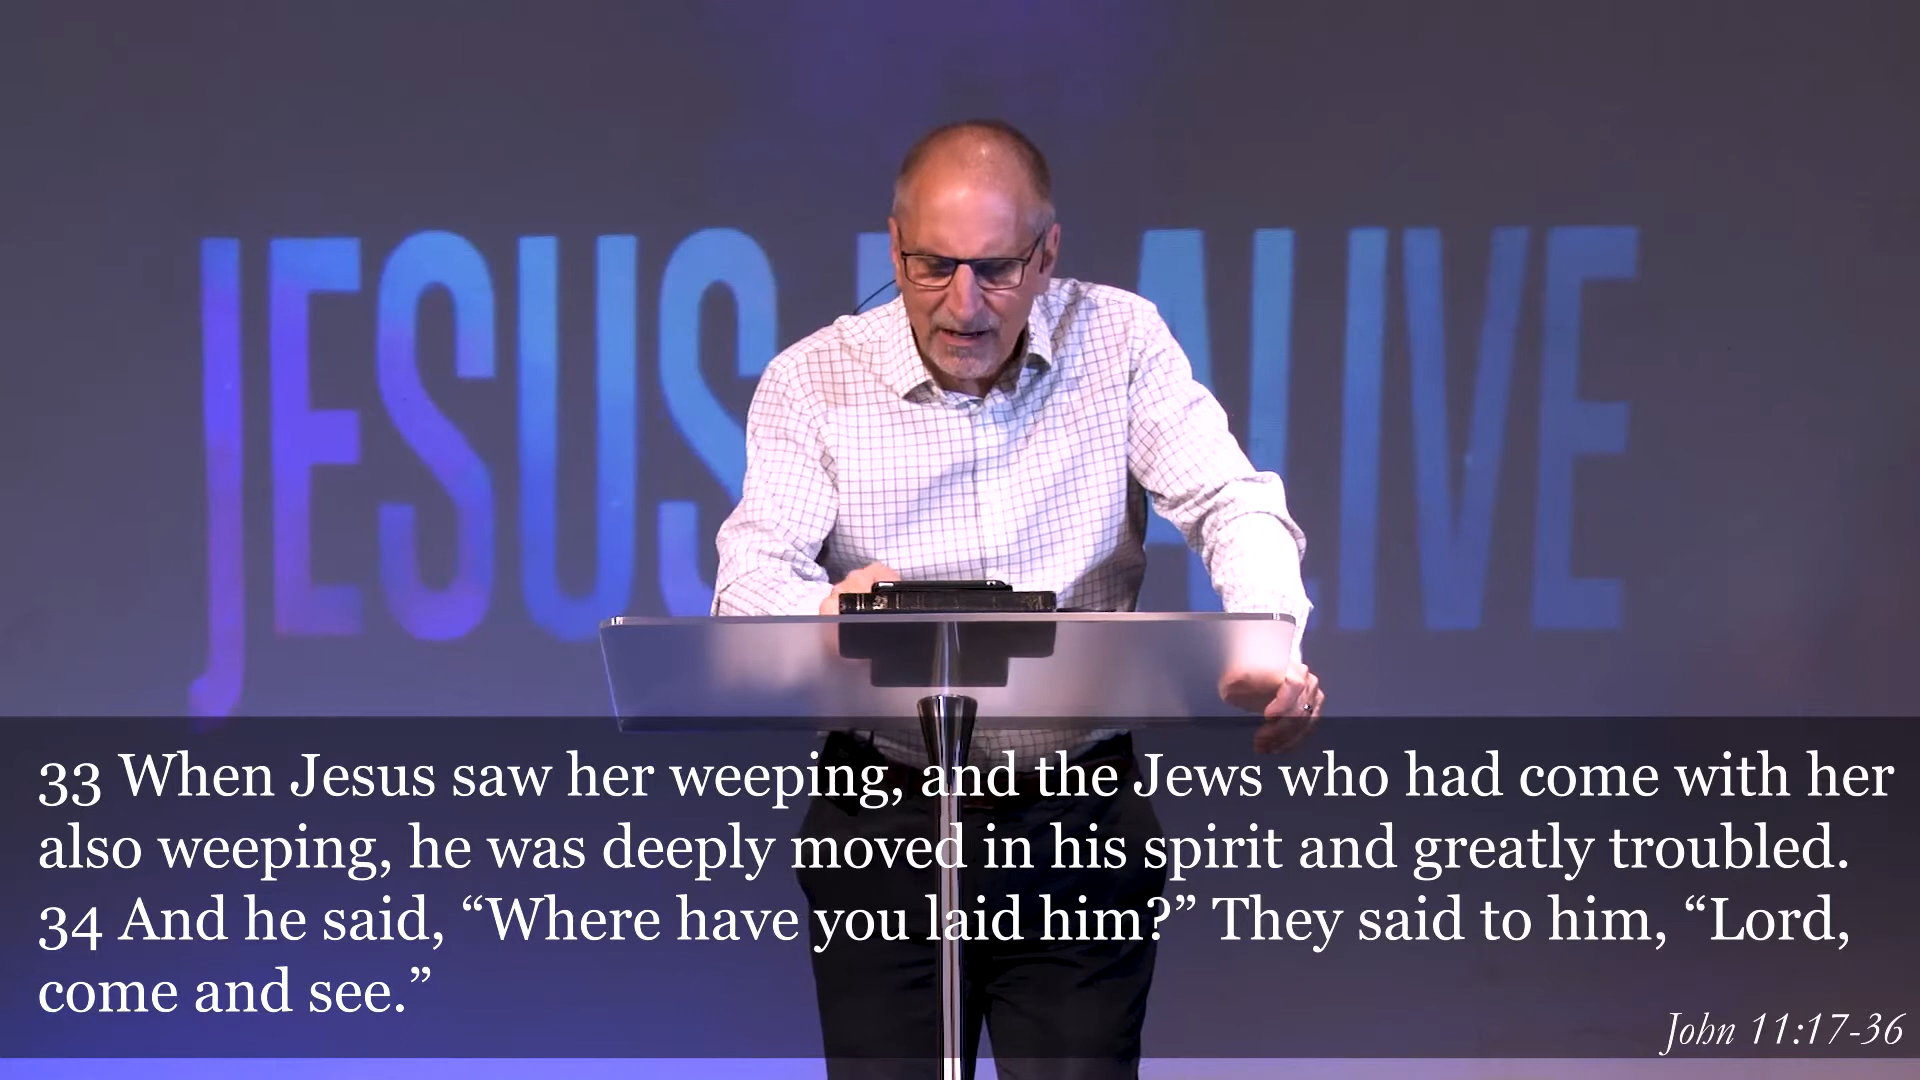 JESUS ALIVE
33 When Jesus saw her weeping, and the Jews who had come with her
also weeping, he was deeply moved in his spirit and greatly troubled.
34 And he said, “Where have you laid him?” They said to him, “Lord,
come and see.”
John 11:17-36